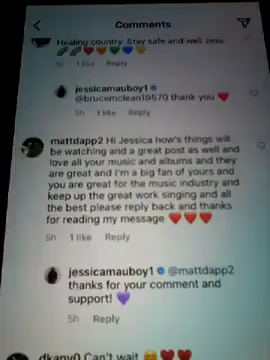 Comments
Healing country. Stay safe and well Jess.
🌈🌈❤️🧡💚💙💛
5h 1 like Reply
jessicamauboy1
@brucemclean19570 thank you ❤️
5h 1 like Reply
mattdapp2 Hi Jessica how's things will
be watching and a great post as well and
love all your music and albums and they
are great and I'm a big fan of yours and
you are great for the music industry and
keep up the great work singing and all
the best please reply back and thanks
for reading my message ❤️❤️❤️
5h 1 like Reply
jessicamauboy1 @mattdapp2
thanks for your comment and
support! 💜
5h Reply
dkany0 Can't wait 😊❤️❤️